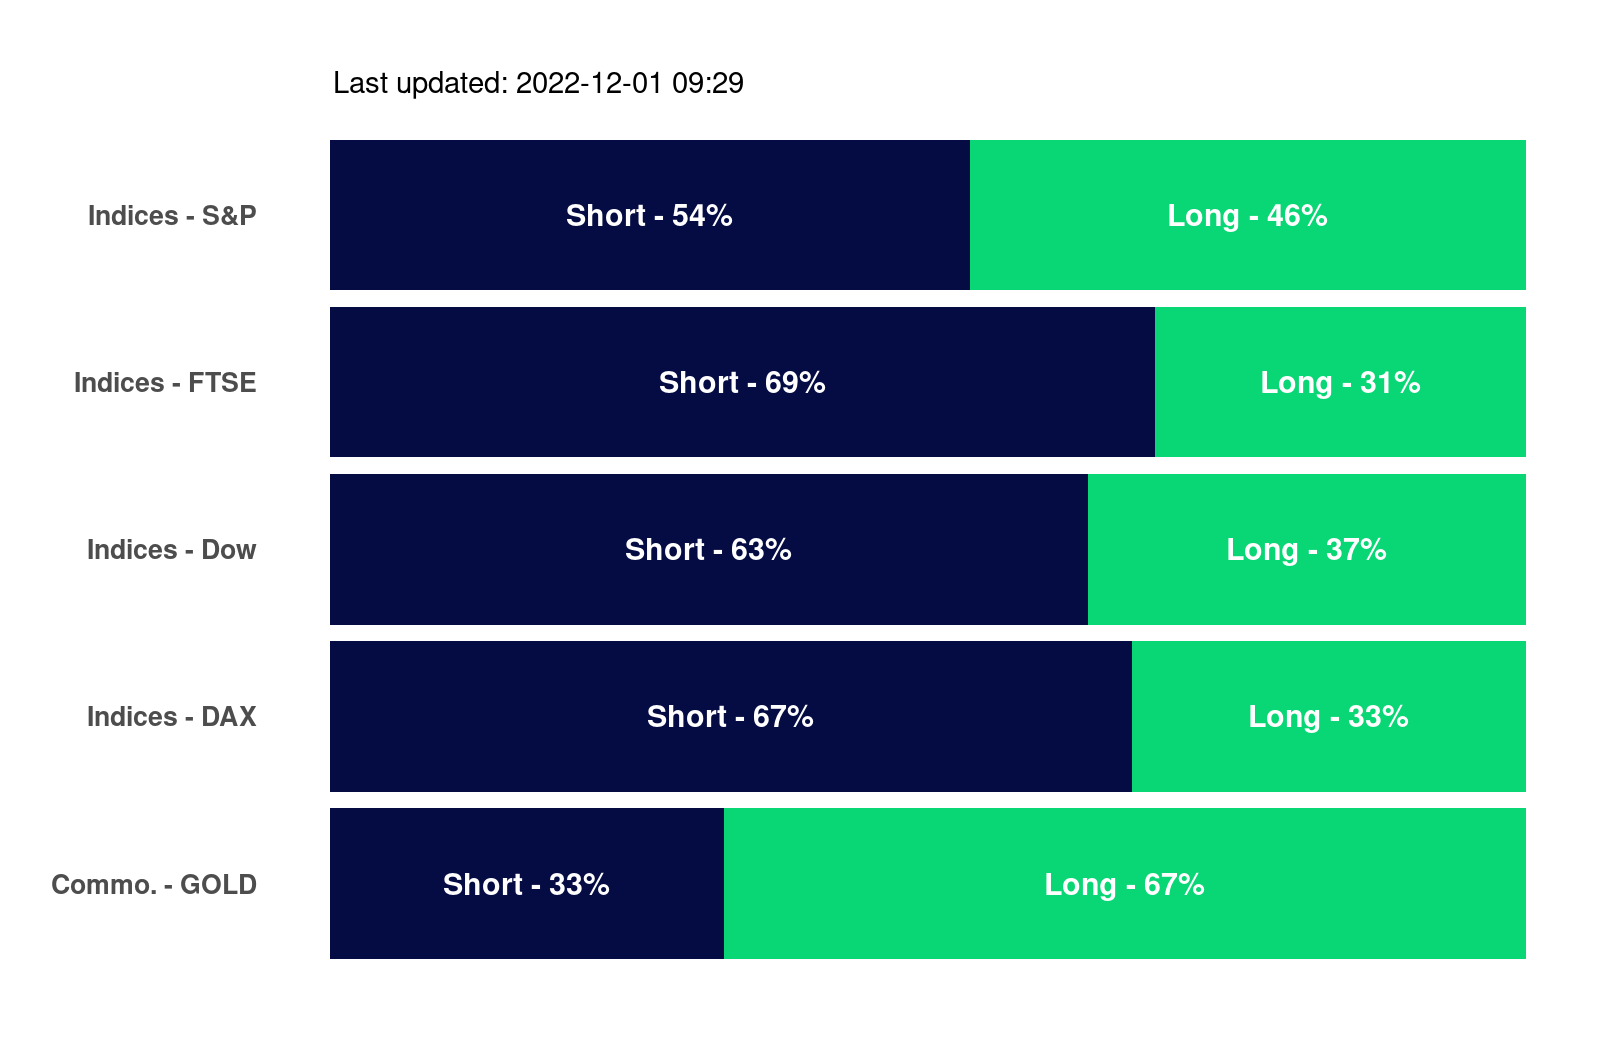 Last updated: 2022-12-01 09:29
Indices - S&P Short - 54% Long - 46%
Indices - FTSE Short - 69% Long - 31%
Indices - Dow Short - 63% Long - 37%
Indices - DAX Short - 67% Long - 33%
Commo. - GOLD Short - 33% Long - 67%